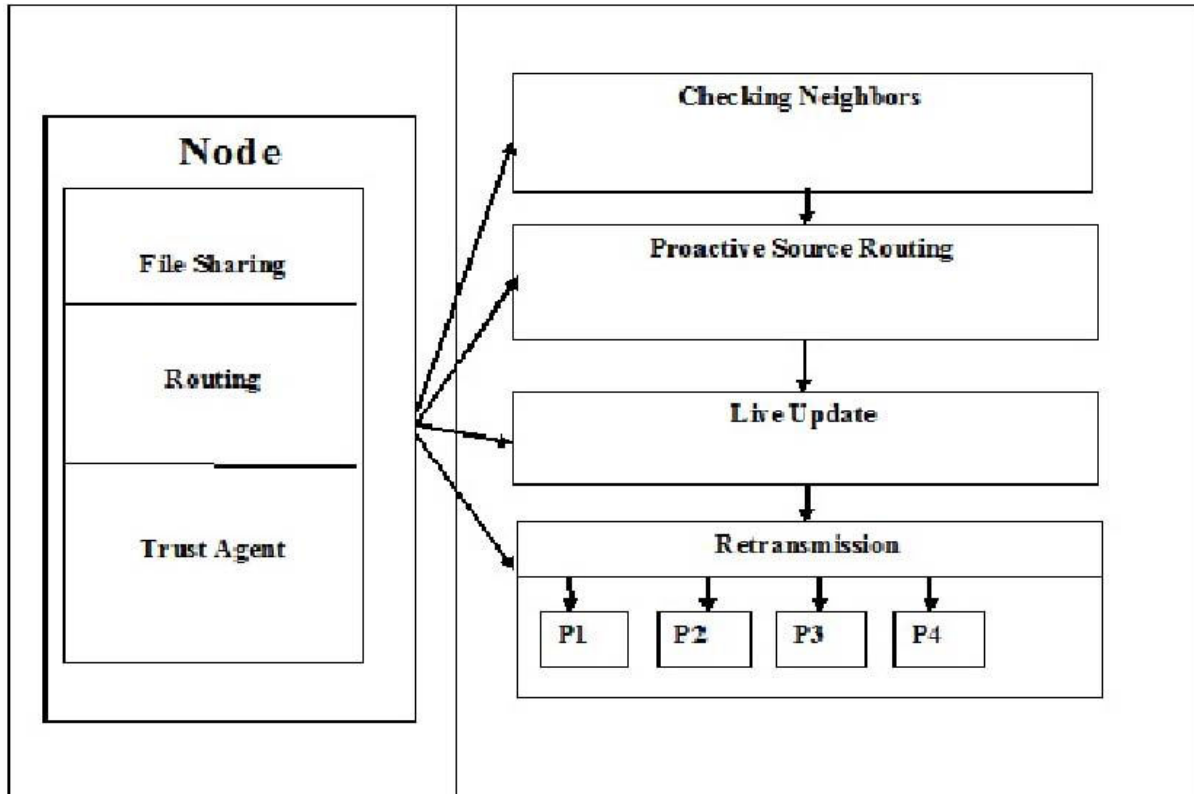 Node
File Sharing
Routing
Trust Agent
Checking Neighbors
Proactive Source Routing
Live Update
Retransmission
P1
P2
P3
P4